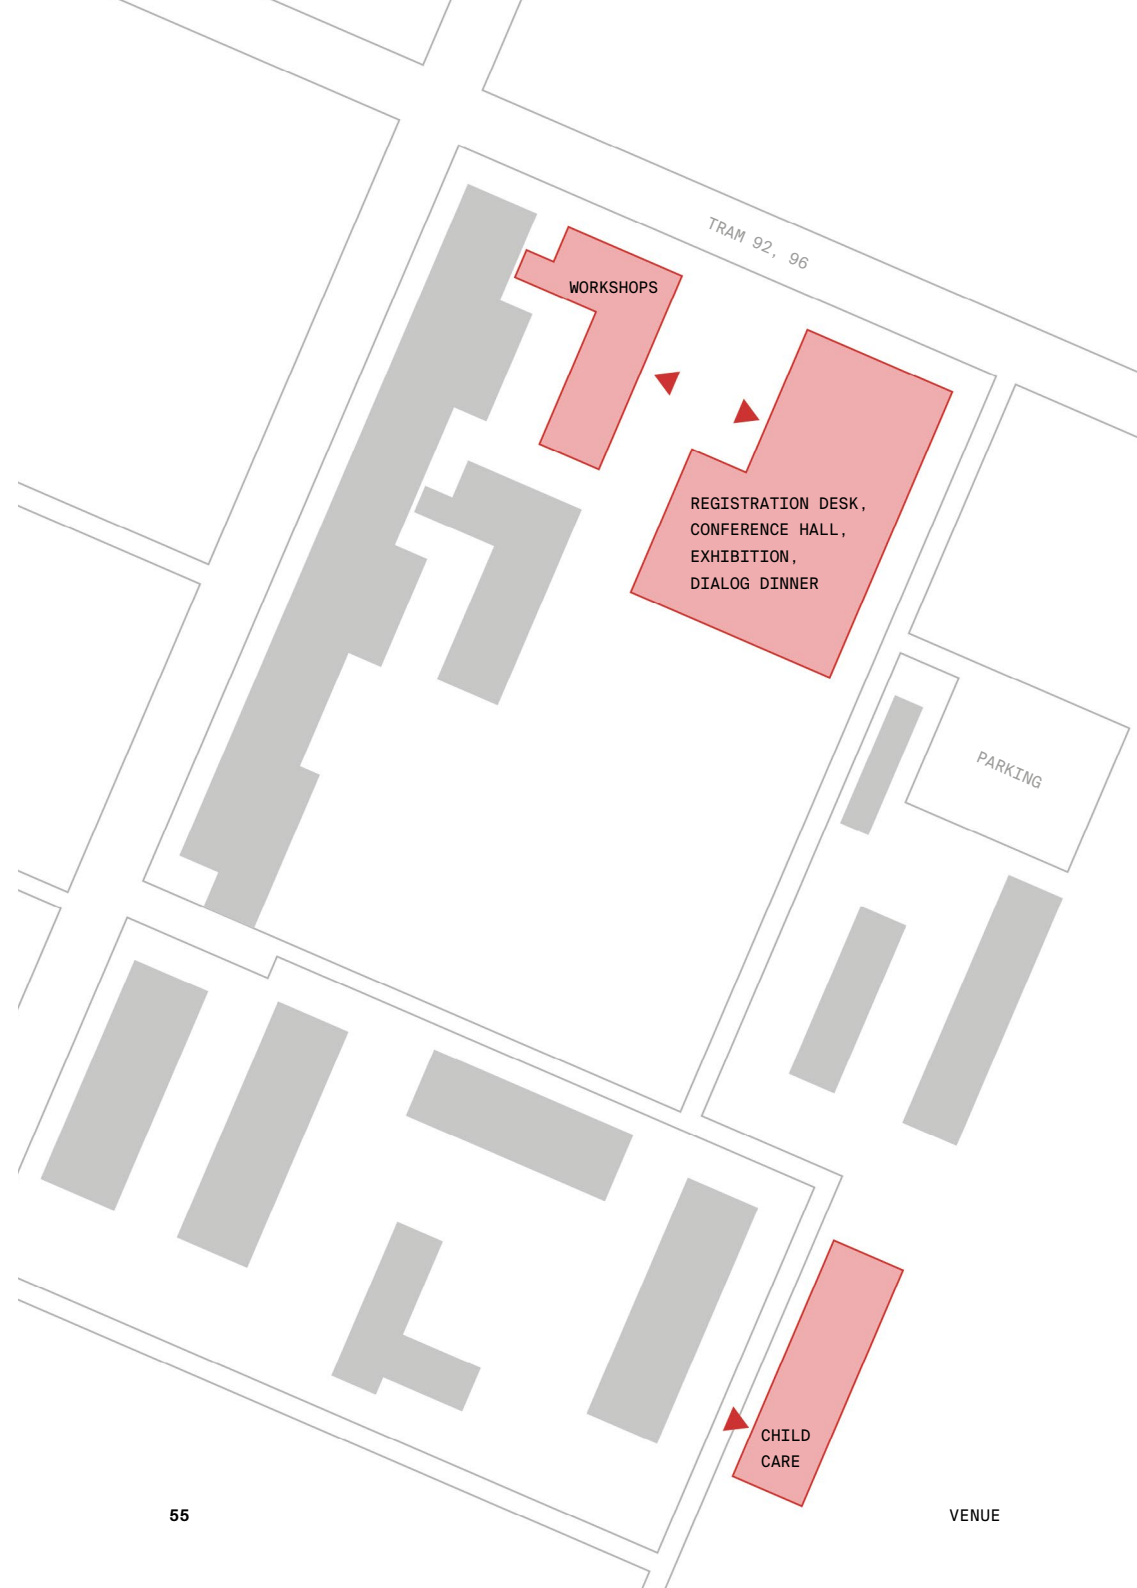 TRAM 92, 96
WORKSHOPS
REGISTRATION DESK,
CONFERENCE HALL,
EXHIBITION,
DIALOG DINNER
PARKING
CHILD
CARE
55
VENUE